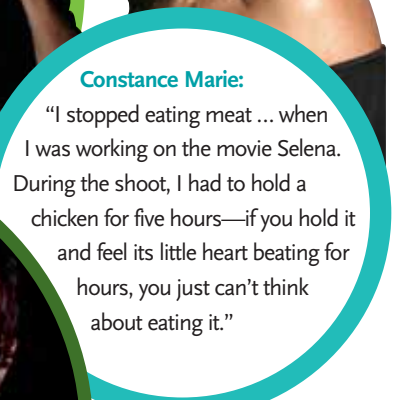 Constance Marie:
“I stopped eating meat ... when
I was working on the movie Selena.
During the shoot, I had to hold a
chicken for five hours—if you hold it
and feel its little heart beating for
hours, you just can’t think
about eating it.”